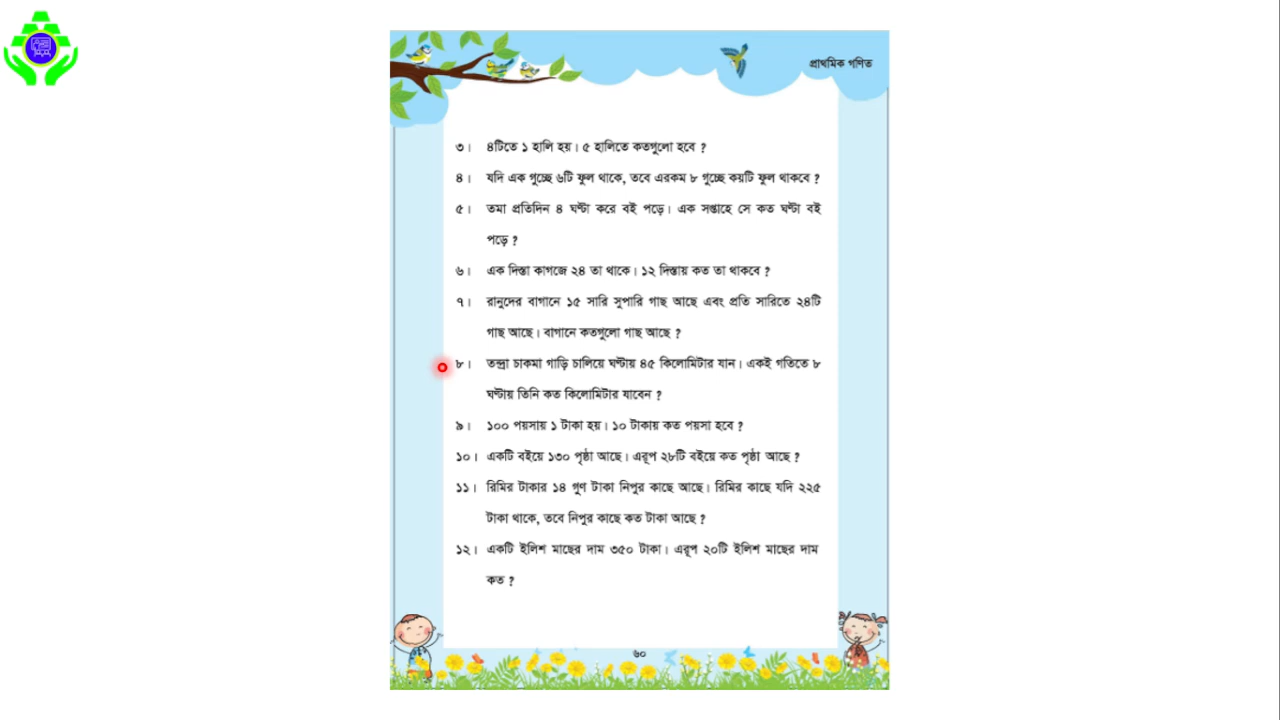 প্রাথমিক গণিত
৩। ৪টিতে ১ হালি হয়। ৫ হালিতে কতগুলো হবে ?
৪। যদি এক গুচ্ছে ৬টি ফুল থাকে, তবে এরকম ৮ গুচ্ছে কয়টি ফুল থাকবে ?
৫। তমা প্রতিদিন ৪ ঘণ্টা করে বই পড়ে। এক সপ্তাহে সে কত ঘণ্টা বই
পড়ে ?
৬। এক দিস্তা কাগজে ২৪ তা থাকে। ১২ দিস্তায় কত তা থাকবে ?
৭। রানুদের বাগানে ১৫ সারি সুপারি গাছ আছে এবং প্রতি সারিতে ২৪টি
গাছ আছে। বাগানে কতগুলো গাছ আছে ?
৮। তন্দ্রা চাকমা গাড়ি চালিয়ে ঘণ্টায় ৪৫ কিলোমিটার যান। একই গতিতে ৮
ঘণ্টায় তিনি কত কিলোমিটার যাবেন ?
৯। ১০০ পয়সায় ১ টাকা হয়। ১০ টাকায় কত পয়সা হবে ?
১০। একটি বইয়ে ১৩০ পৃষ্ঠা আছে। এরূপ ২৮টি বইয়ে কত পৃষ্ঠা আছে ?
১১। রিমির টাকার ১৪ গুণ টাকা নিপুর কাছে আছে। রিমির কাছে যদি ২২৫
টাকা থাকে, তবে নিপুর কাছে কত টাকা আছে ?
১২। একটি ইলিশ মাছের দাম ৩৫০ টাকা। এরূপ ২০টি ইলিশ মাছের দাম
কত ?
৬০